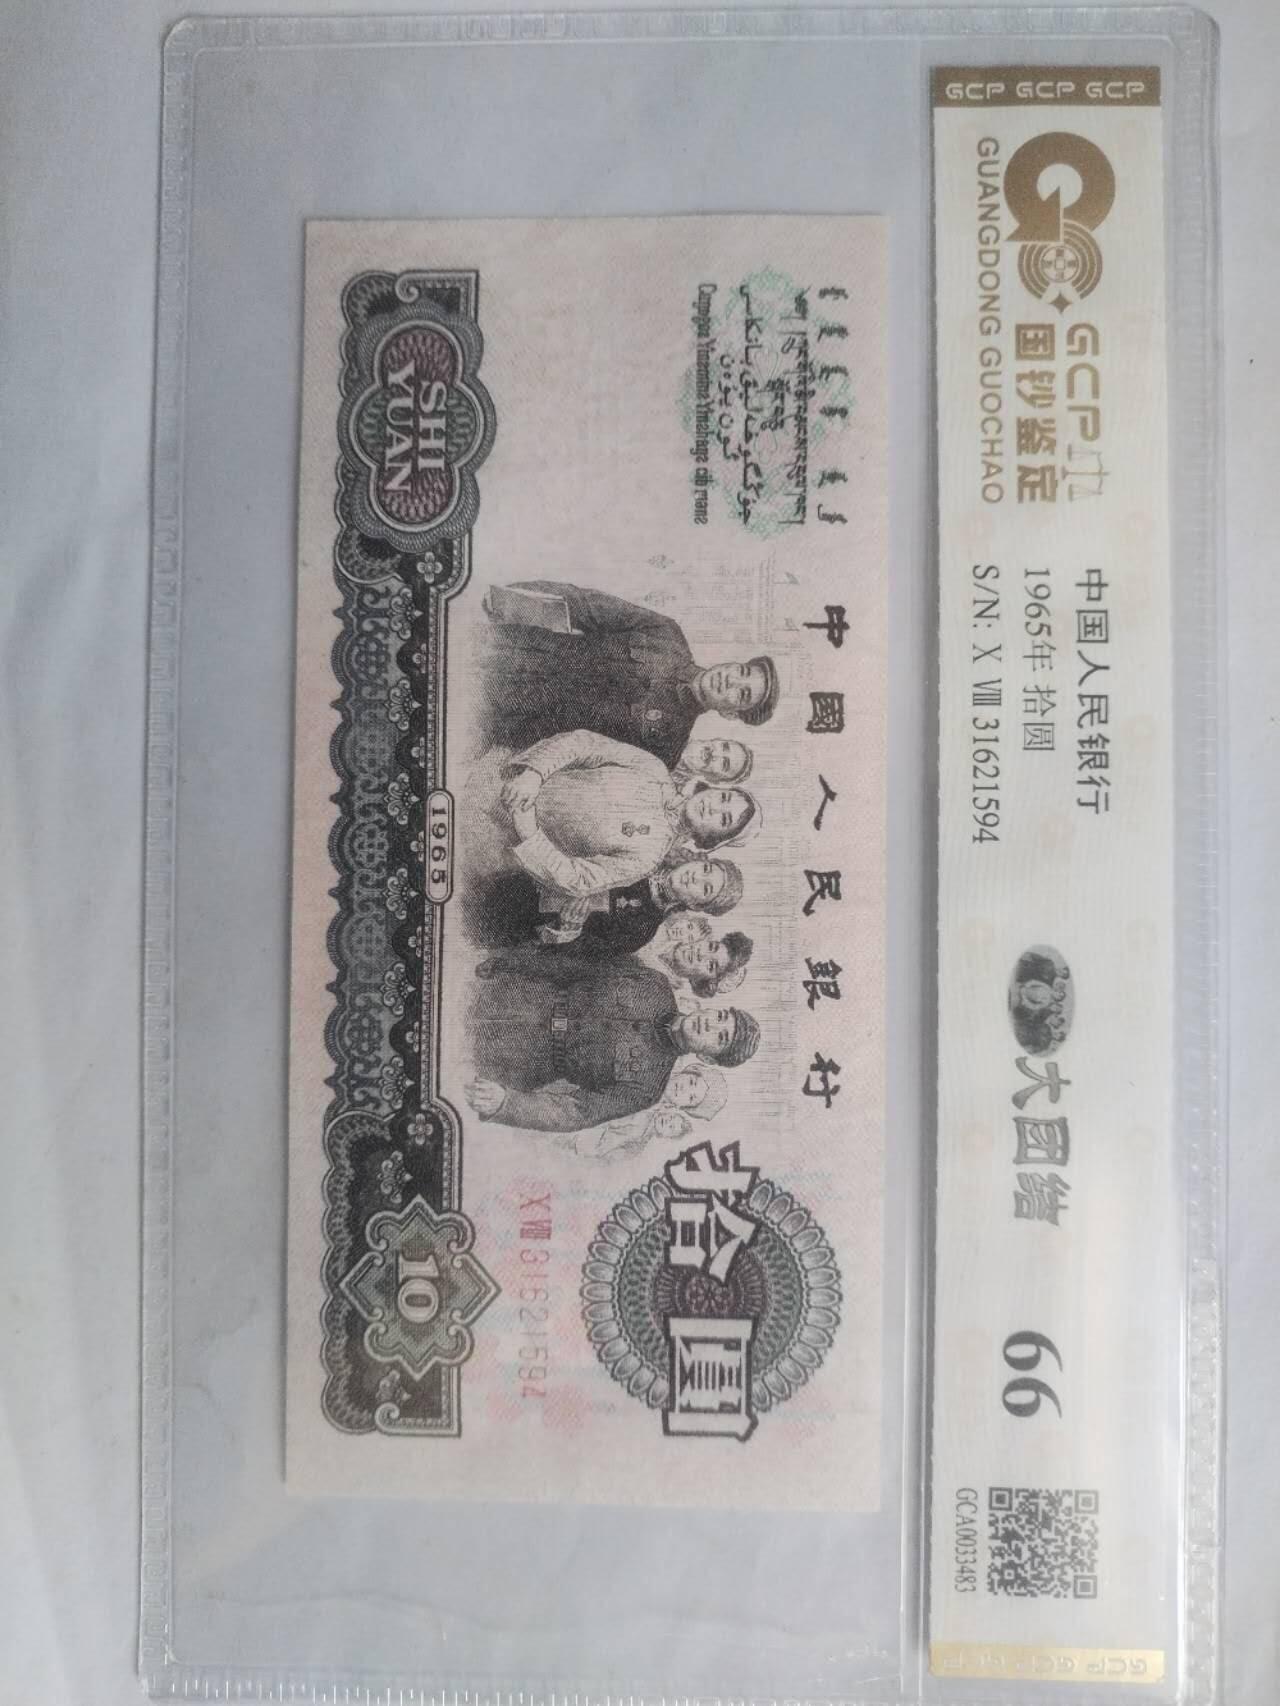 GCP GCP GCP
GCP
国钞鉴定
GUANGDONG GUOCHAO
中国人民银行
1965年 拾圆
S/N: X Ⅷ 31621594
大团结
66
GCA0033483
中國人民銀行
拾圆
X Ⅷ 31621594
SHI
YUAN
1965
10